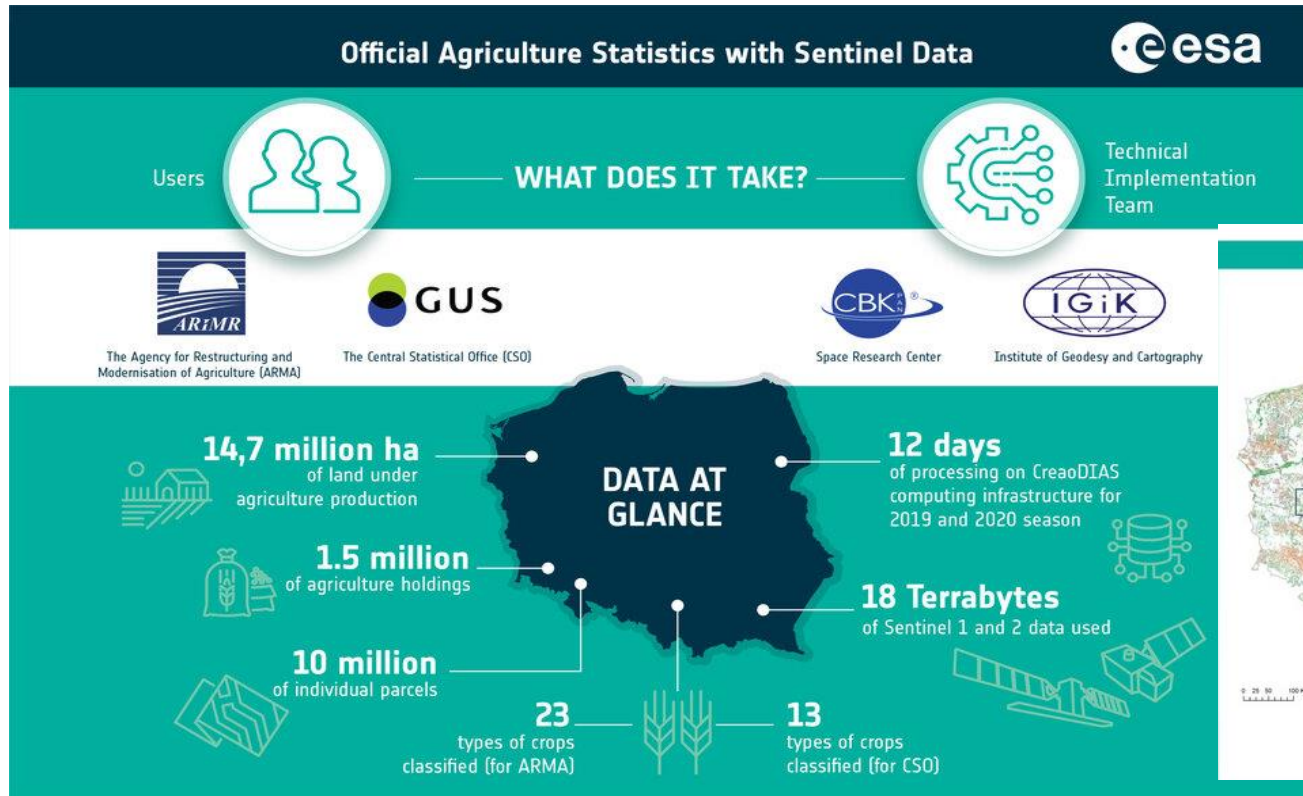 Official Agriculture Statistics with Sentinel Data
esa
Users
WHAT DOES IT TAKE?
Technical
Implementation
Team
ARiMR
The Agency for Restructuring and
Modernisation of Agriculture (ARMA)
GUS
The Central Statistical Office (CSO)
CBK PAN ®
Space Research Center
IGiK
Institute of Geodesy and Cartography
DATA AT
GLANCE
14,7 million ha
of land under
agriculture production
1.5 million
of agriculture holdings
10 million
of individual parcels
23
types of crops
classified (for ARMA)
13
types of crops
classified (for CSO)
12 days
of processing on CreaoDIAS
computing infrastructure for
2019 and 2020 season
18 Terrabytes
of Sentinel 1 and 2 data used
0 25 50 100